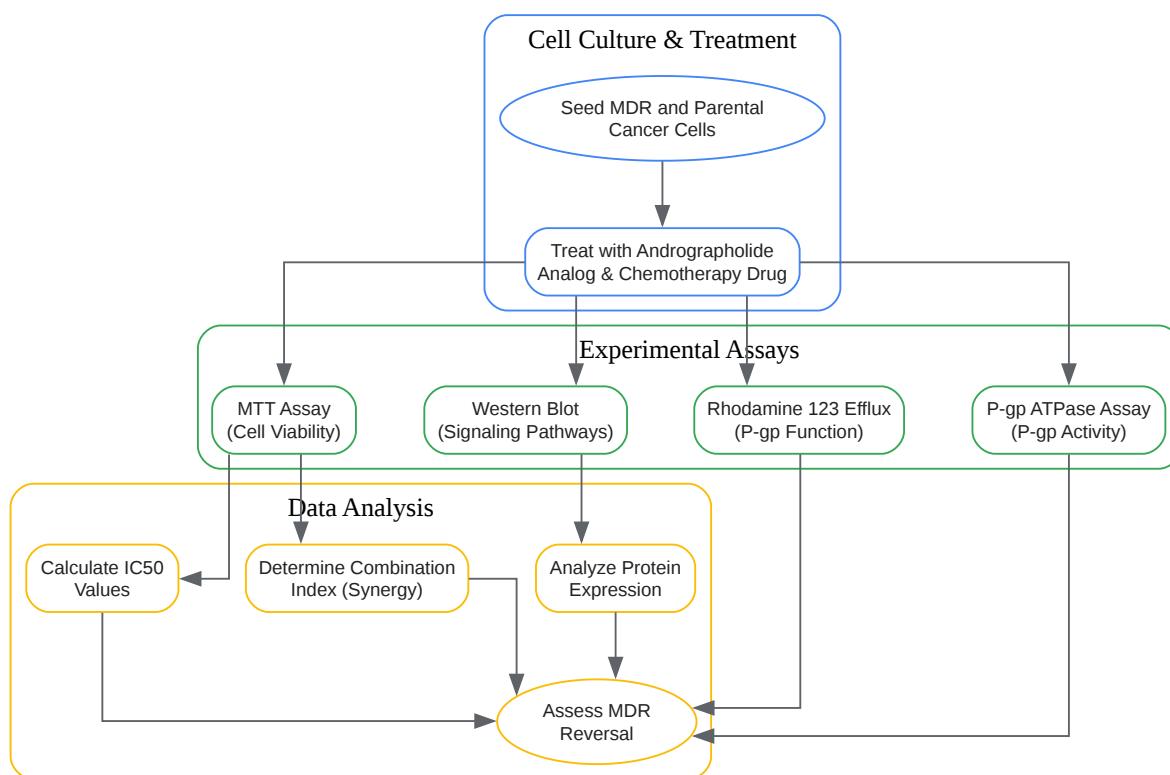 Cell Culture & Treatment
Seed MDR and Parental
Cancer Cells
Treat with Andrographolide
Analog & Chemotherapy Drug
Experimental Assays
MTT Assay
(Cell Viability)
Western Blot
(Signaling Pathways)
Rhodamine 123 Efflux
(P-gp Function)
P-gp ATPase Assay
(P-gp Activity)
Data Analysis
Calculate IC50
Values
Determine Combination
Index (Synergy)
Analyze Protein
Expression
Assess MDR
Reversal